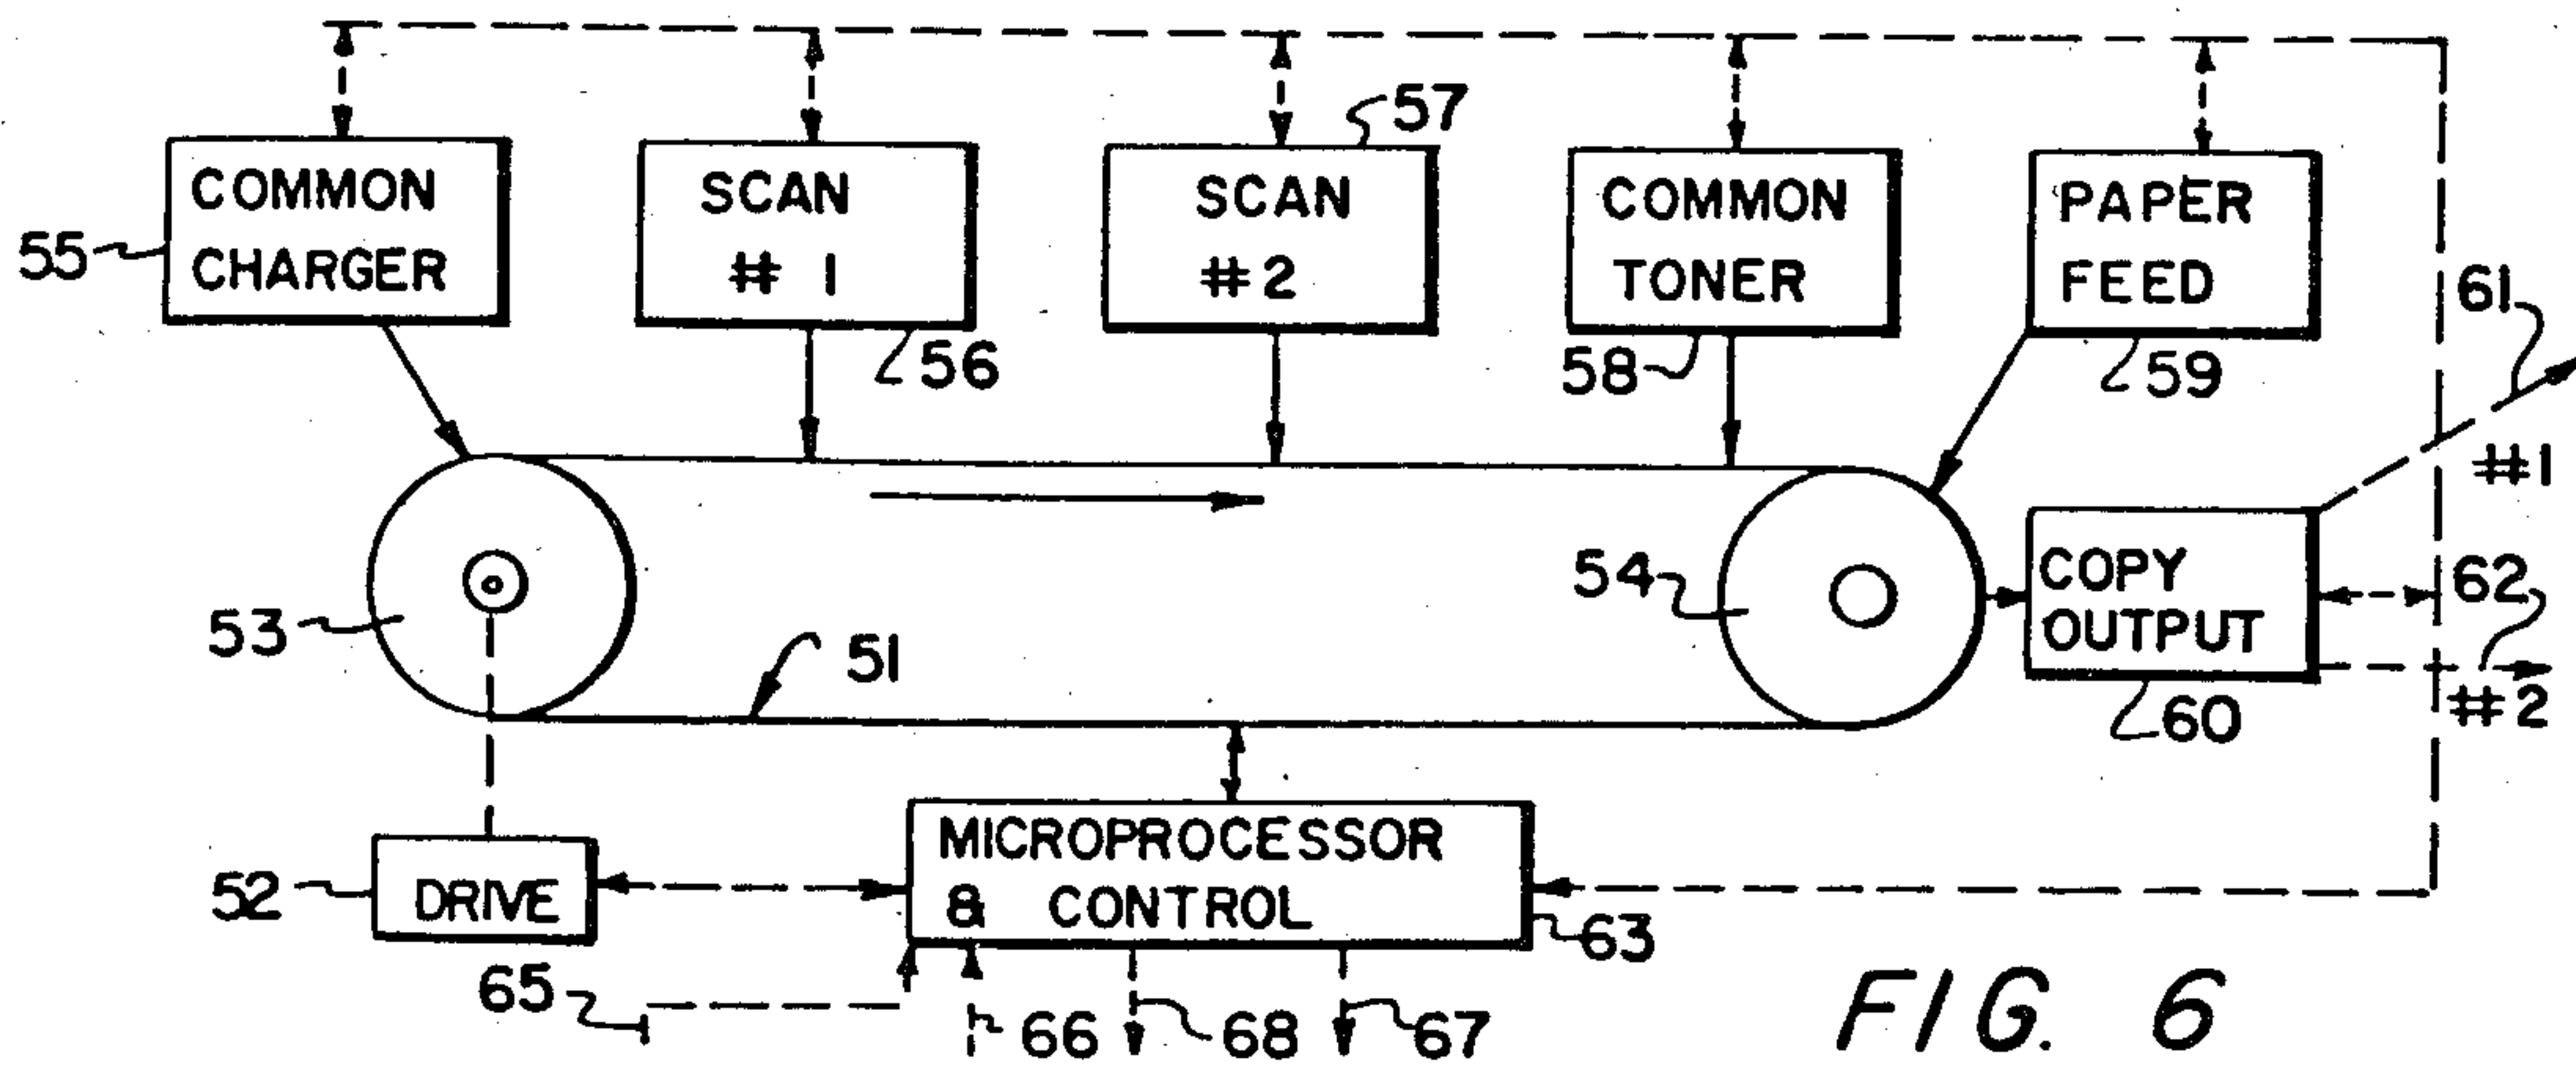 57
COMMON
CHARGER
SCAN
# 1
SCAN
#2
COMMON
TONER
PAPER
FEED
55
56
58
59
61
#1
COPY
OUTPUT
62
#2
60
53
54
51
MICROPROCESSOR
& CONTROL
52
DRIVE
63
65
66
68
67
FIG. 6